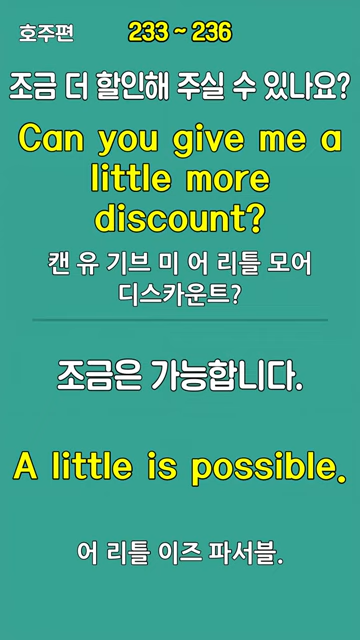 호주편
233 ~ 236
조금 더 할인해 주실 수 있나요?
Can you give me a
little more
discount?
캔 유 기브 미 어 리틀 모어
디스카운트?
조금은 가능합니다.
A little is possible.
어 리틀 이즈 파서블.